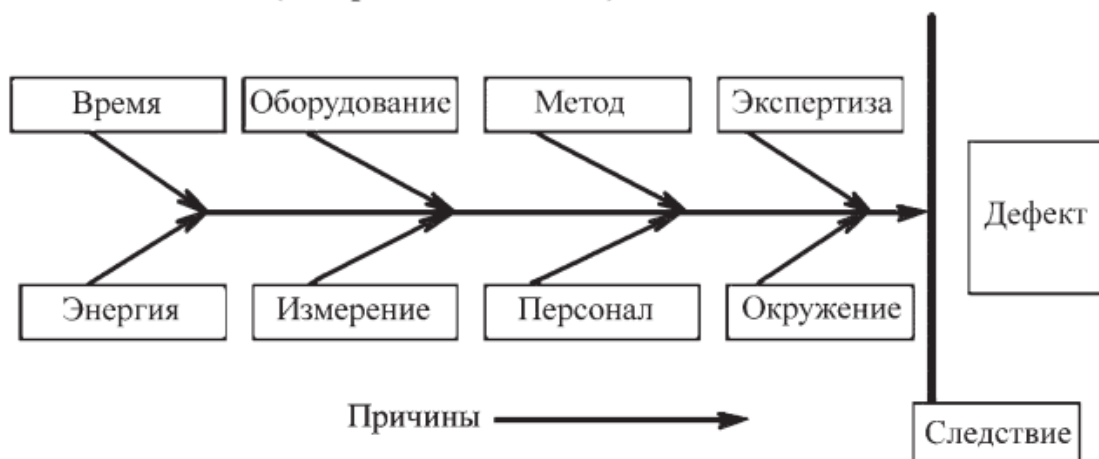 Время
Оборудование
Метод
Экспертиза
Дефект
Энергия
Измерение
Персонал
Окружение
Причины
Следствие